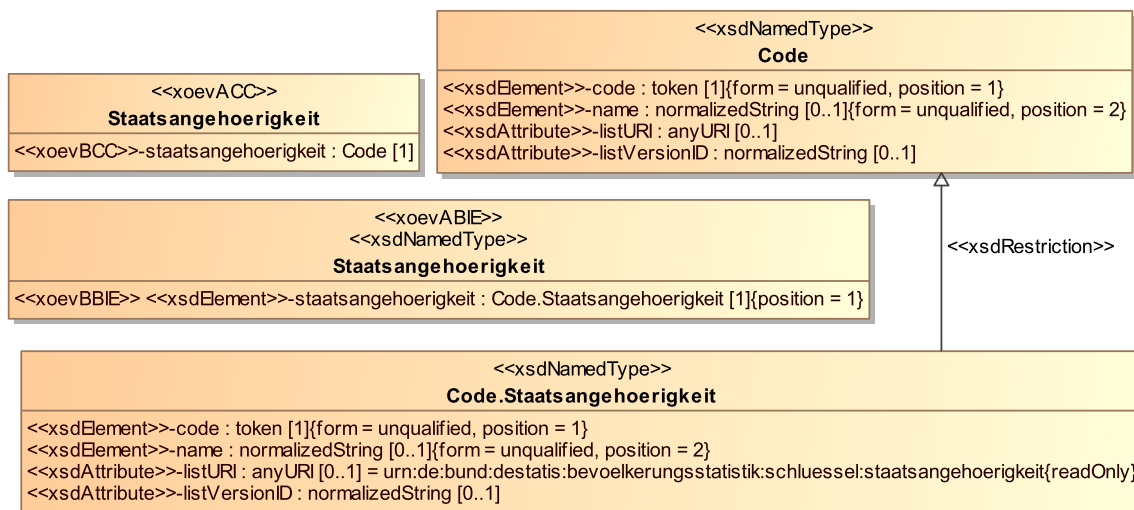 <<xoevACC>>
Staatsangehoerigkeit
<<xoevBCC>>-staatsangehoerigkeit : Code [1]
<<xsdNamedType>>
Code
<<xsdElement>>-code : token [1]{form = unqualified, position = 1}
<<xsdElement>>-name : normalizedString [0..1]{form = unqualified, position = 2}
<<xsdAttribute>>-listURI : anyURI [0..1]
<<xsdAttribute>>-listVersionID : normalizedString [0..1]
<<xoevABIE>>
<<xsdNamedType>>
Staatsangehoerigkeit
<<xoevBBIE>> <<xsdElement>>-staatsangehoerigkeit : Code.Staatsangehoerigkeit [1]{position = 1}
<<xsdRestriction>>
<<xsdNamedType>>
Code.Staatsangehoerigkeit
<<xsdElement>>-code : token [1]{form = unqualified, position = 1}
<<xsdElement>>-name : normalizedString [0..1]{form = unqualified, position = 2}
<<xsdAttribute>>-listURI : anyURI [0..1] = urn:de:bund:destatis:bevoelkerungsstatistik:schluessel:staatsangehoerigkeit{readOnly}
<<xsdAttribute>>-listVersionID : normalizedString [0..1]